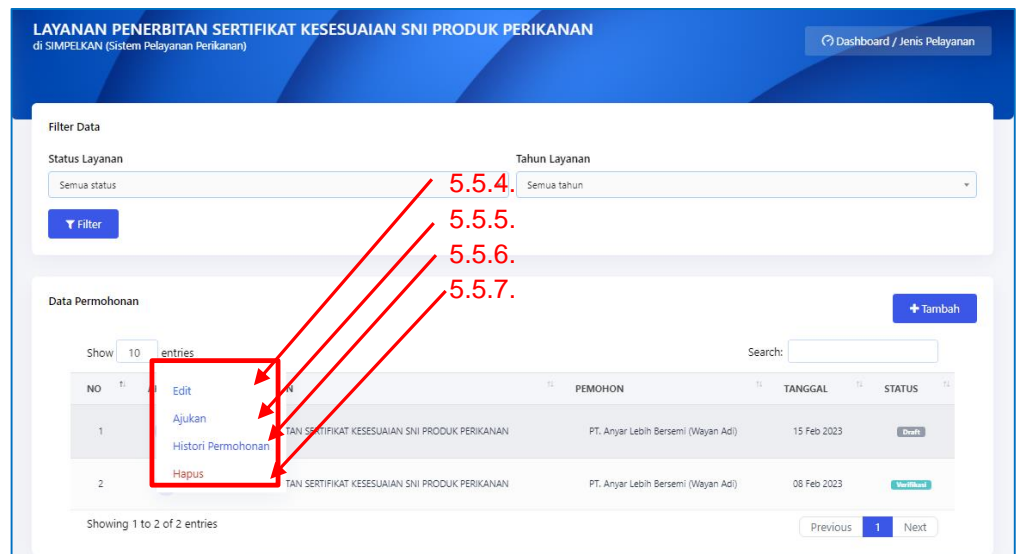 LAYANAN PENERBITAN SERTIFIKAT KESESUAIAN SNI PRODUK PERIKANAN
di SIMPELKAN (Sistem Pelayanan Perikanan)
Dashboard / Jenis Pelayanan
Filter Data
Status Layanan Tahun Layanan
Semua status Semua tahun
5.5.4.
Filter 5.5.5.
5.5.6.
5.5.7.
Data Permohonan
+ Tambah
Show 10 entries Search:
NO N PEMOHON TANGGAL STATUS
Edit
Ajukan
1 TAN SERTIFIKAT KESESUAIAN SNI PRODUK PERIKANAN PT. Anyar Lebih Bersemi (Wayan Adi) 15 Feb 2023 Draft
Histori Permohonan
Hapus
2 TAN SERTIFIKAT KESESUAIAN SNI PRODUK PERIKANAN PT. Anyar Lebih Bersemi (Wayan Adi) 08 Feb 2023 Verifikasi
Showing 1 to 2 of 2 entries Previous 1 Next